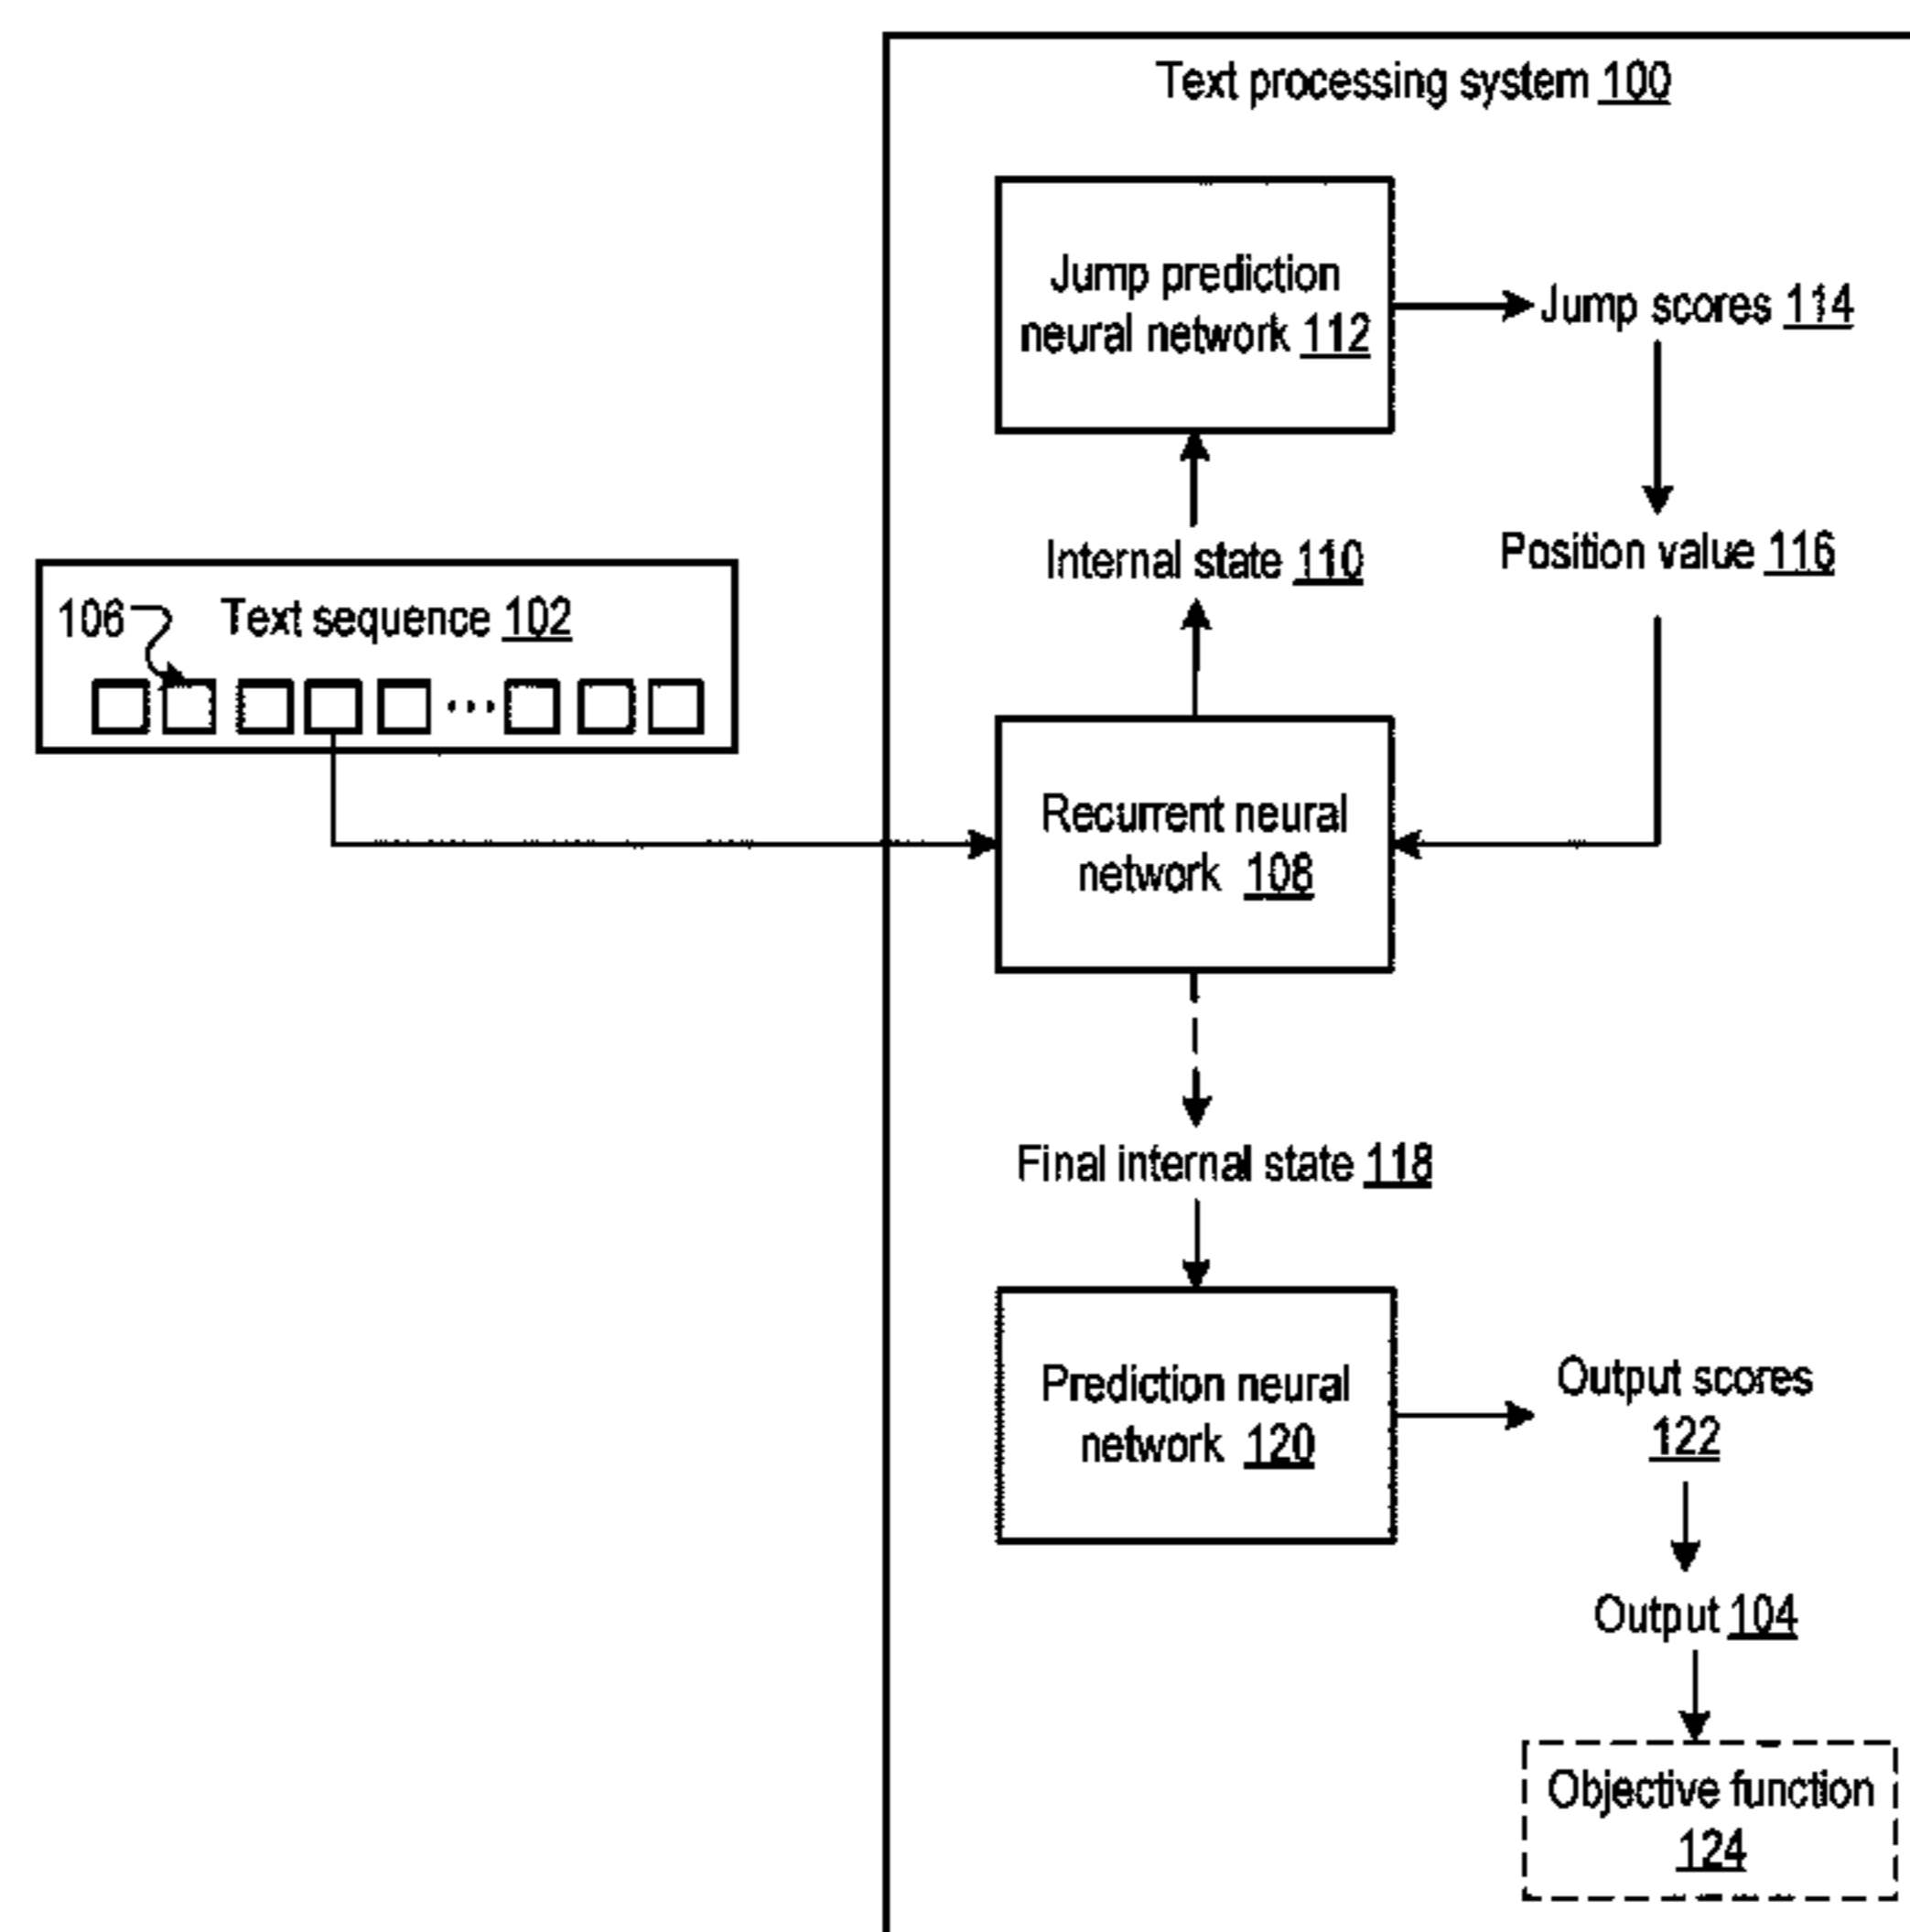 Text processing system 100
Jump prediction
neural network 112
Jump scores 114
Internal state 110
Position value 116
106
Text sequence 102
Recurrent neural
network 108
Final internal state 118
Prediction neural
network 120
Output scores
122
Output 104
Objective function
124